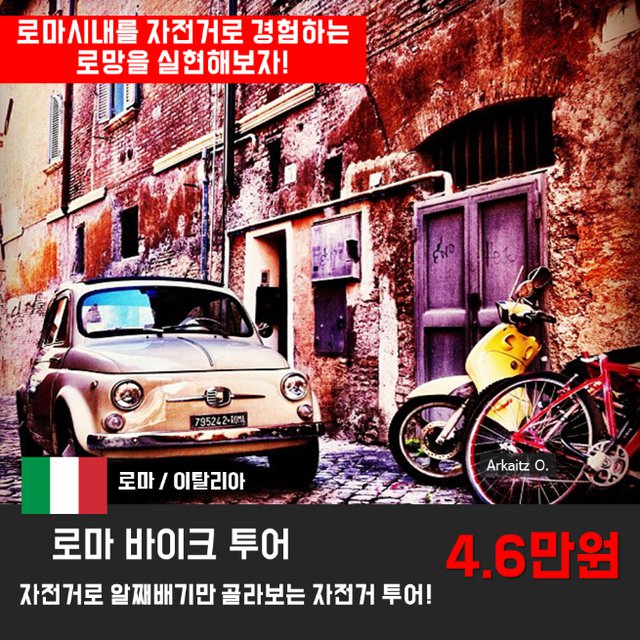 로마시내를 자전거로 경험하는
로망을 실현해보자!
795242 ROMA
Arkaitz O.
로마 / 이탈리아
로마 바이크 투어
4.6만원
자전거로 알짜배기만 골라보는 자전거 투어!